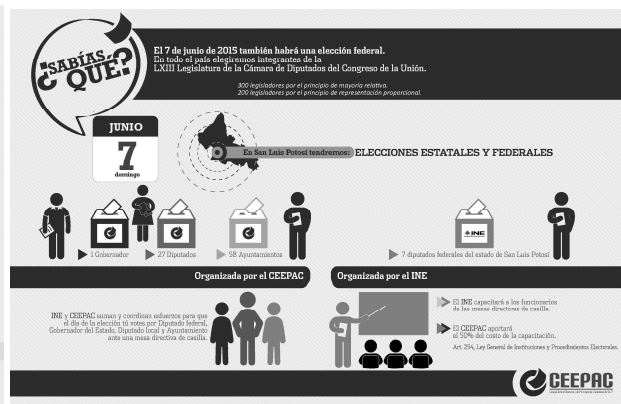 ¿SABÍAS
QUÉ?
El 7 de junio de 2015 también habrá una elección federal.
En todo el país elegiremos integrantes de la
LXIII Legislatura de la Cámara de Diputados del Congreso de la Unión.
300 legisladores por el principio de mayoría relativa.
200 legisladores por el principio de representación proporcional.
JUNIO
7
domingo
En San Luis Potosí tendremos: ELECCIONES ESTATALES Y FEDERALES
INE
1 Gobernador
27 Diputados
58 Ayuntamientos
7 diputados federales del estado de San Luis Potosí
Organizada por el CEEPAC
Organizada por el INE
INE y CEEPAC suman y coordinan esfuerzos para que
el día de la elección tú votes por Diputado federal,
Gobernador del Estado, Diputado local y Ayuntamiento
ante una mesa directiva de casilla.
El INE capacitará a los funcionarios
de las mesas directivas de casilla.
El CEEPAC aportará
el 50% del costo de la capacitación.
Art. 254, Ley General de Instituciones y Procedimientos Electorales.
CEEPAC